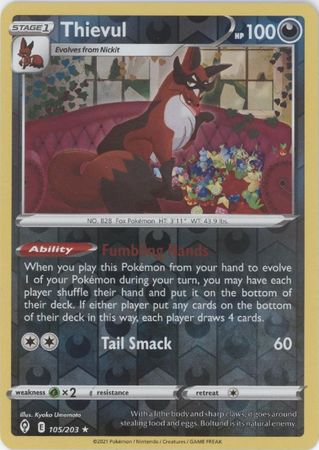 STAGE 1 Thievul HP 100
Evolves from Nickit
NO. 828 Fox Pokémon HT: 3'11" WT: 43.9 lbs.
Ability Fumbling Hands
When you play this Pokémon from your hand to evolve
1 of your Pokémon during your turn, you may have each
player shuffle their hand and put it on the bottom of
their deck. If either player put any cards on the bottom
of their deck in this way, each player draws 4 cards.
Tail Smack 60
weakness ×2 resistance retreat
Illus. Kyoko Umemoto
E 105/203 ★
With a lithe body and sharp claws, it goes around
stealing food and eggs. Boltund is its natural enemy.
©2021 Pokémon / Nintendo / Creatures / GAME FREAK